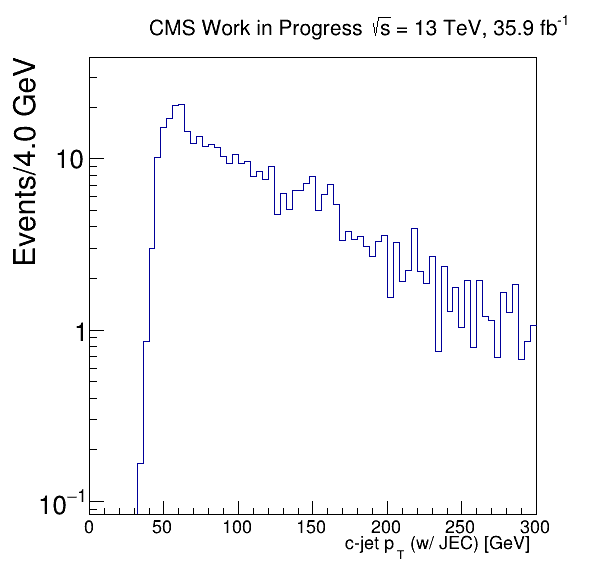 CMS Work in Progress √s = 13 TeV, 35.9 fb⁻¹
Events/4.0 GeV
10
1
10⁻¹
0 50 100 150 200 250 300
c-jet p_T (w/ JEC) [GeV]